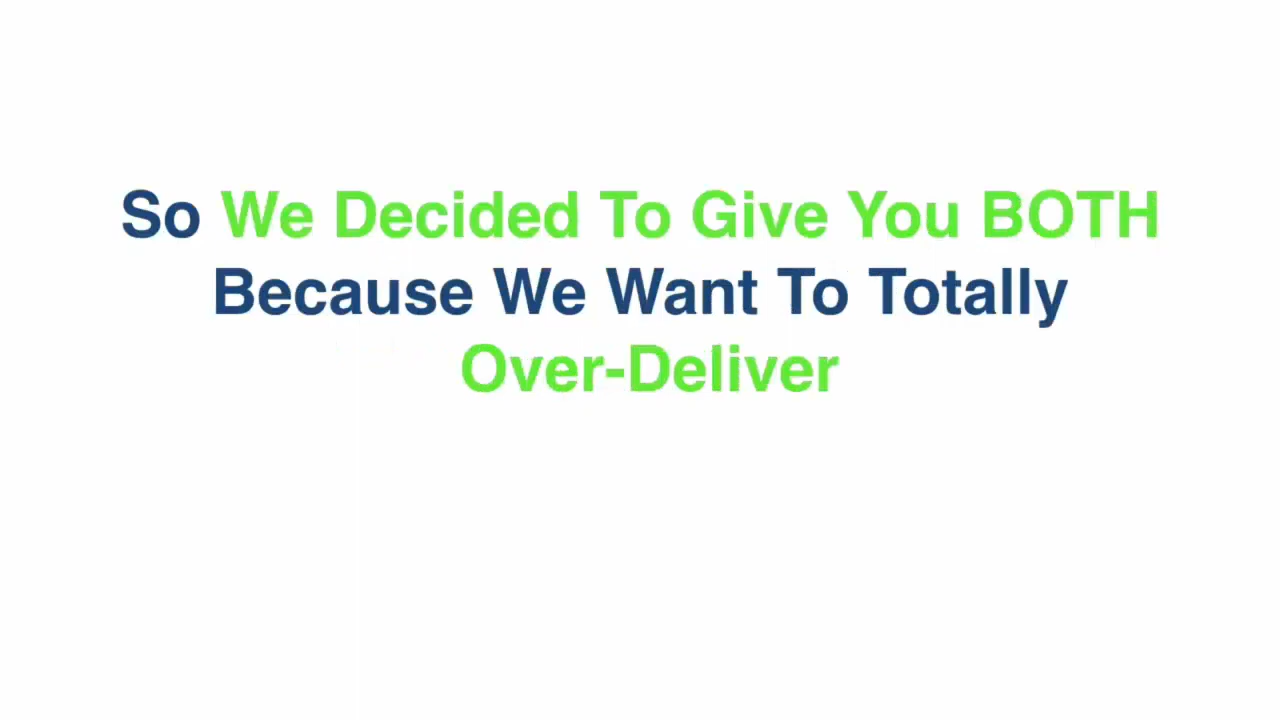 So We Decided To Give You BOTH
Because We Want To Totally
Over-Deliver